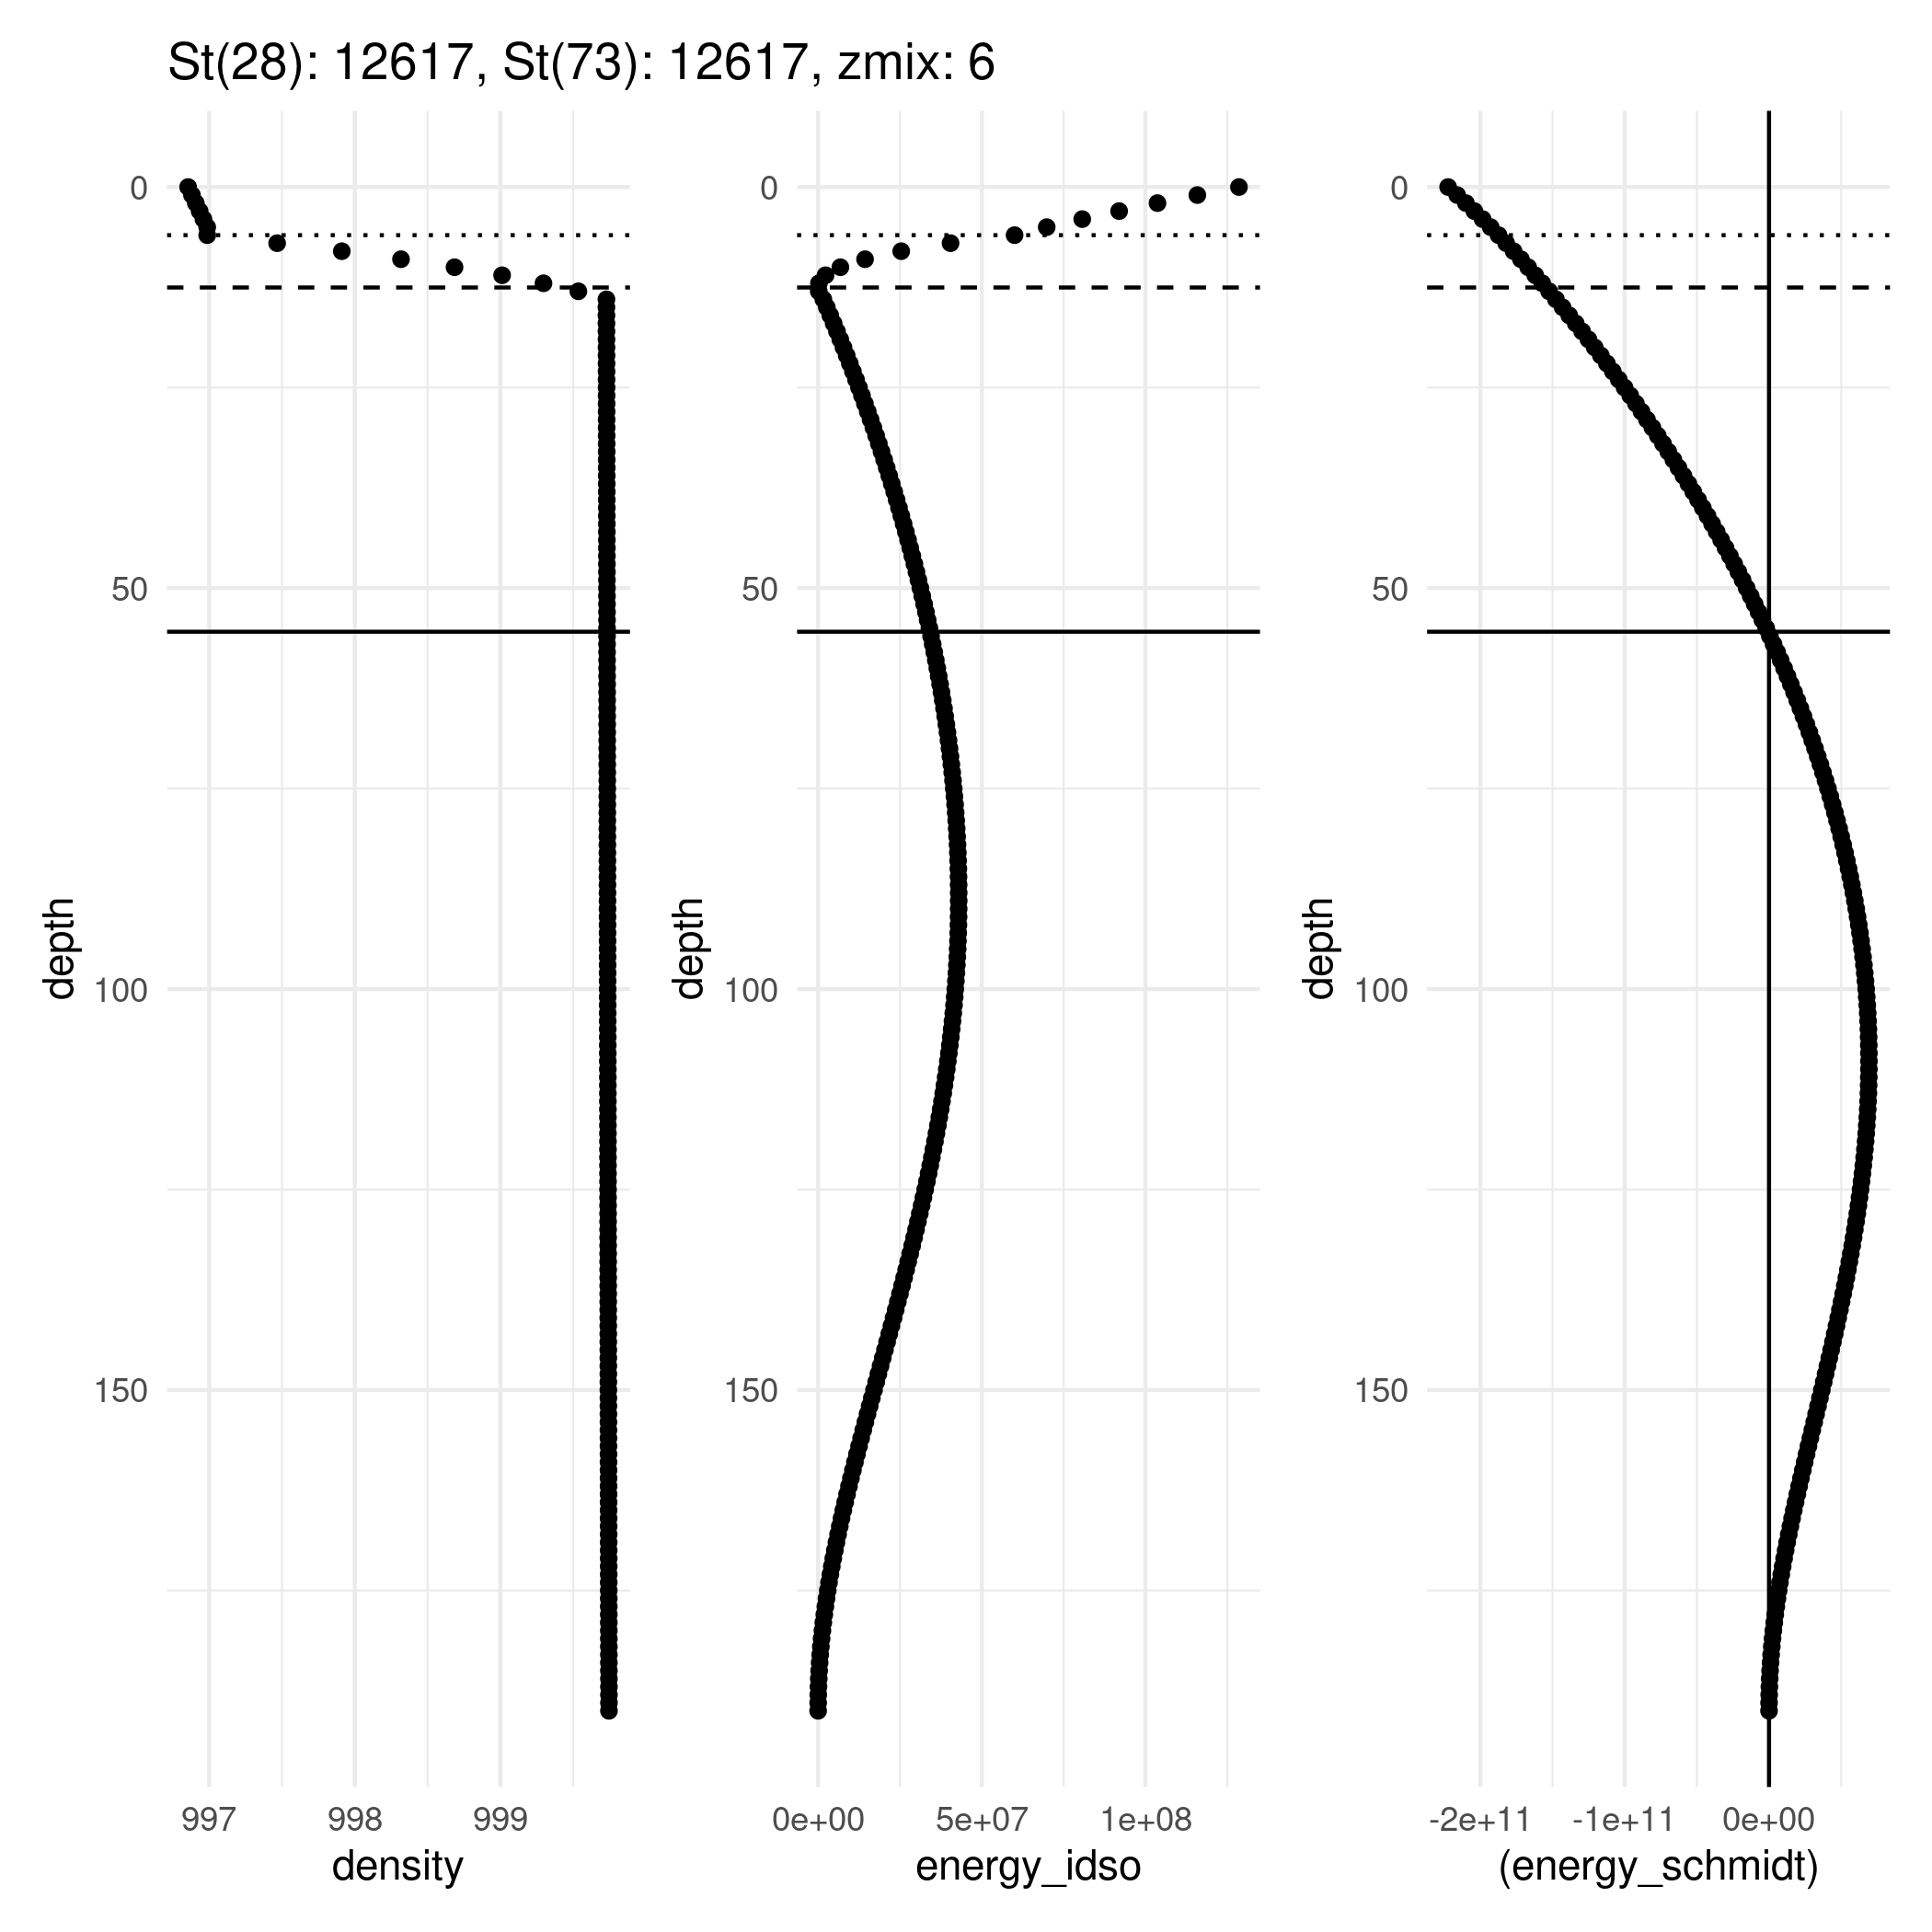 St(28): 12617, St(73): 12617, zmix: 6
0
50
100
150
depth
997
998
999
density
0
50
100
150
depth
0e+00
5e+07
1e+08
energy_idso
0
50
100
150
depth
-2e+11
-1e+11
0e+00
(energy_schmidt)